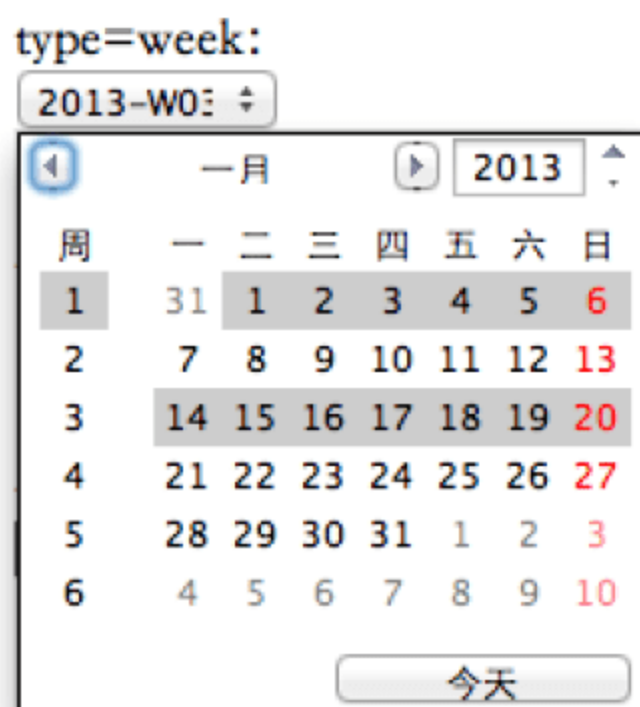 type=week:
2013-W03
一月 2013
周 一 二 三 四 五 六 日
1 31 1 2 3 4 5 6
2 7 8 9 10 11 12 13
3 14 15 16 17 18 19 20
4 21 22 23 24 25 26 27
5 28 29 30 31 1 2 3
6 4 5 6 7 8 9 10
今天